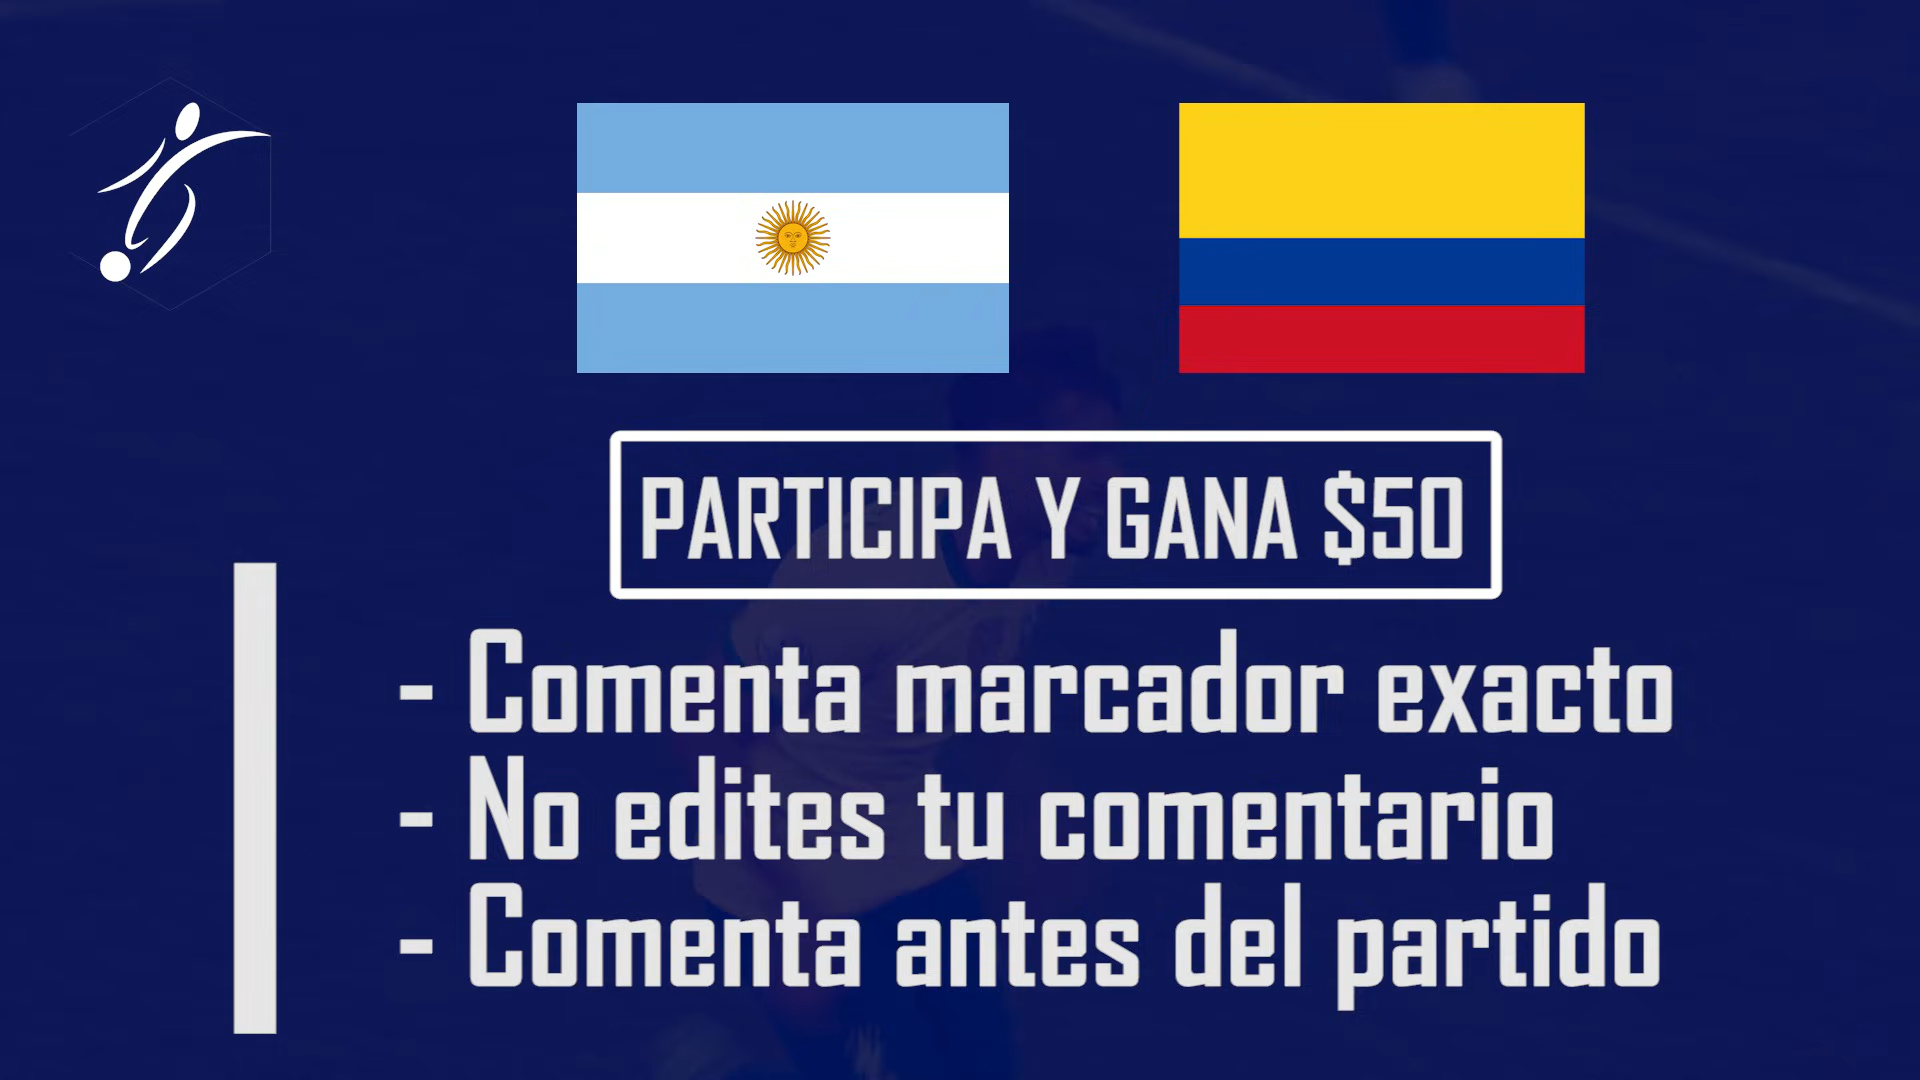 PARTICIPA Y GANA $50
- Comenta marcador exacto
- No edites tu comentario
- Comenta antes del partido